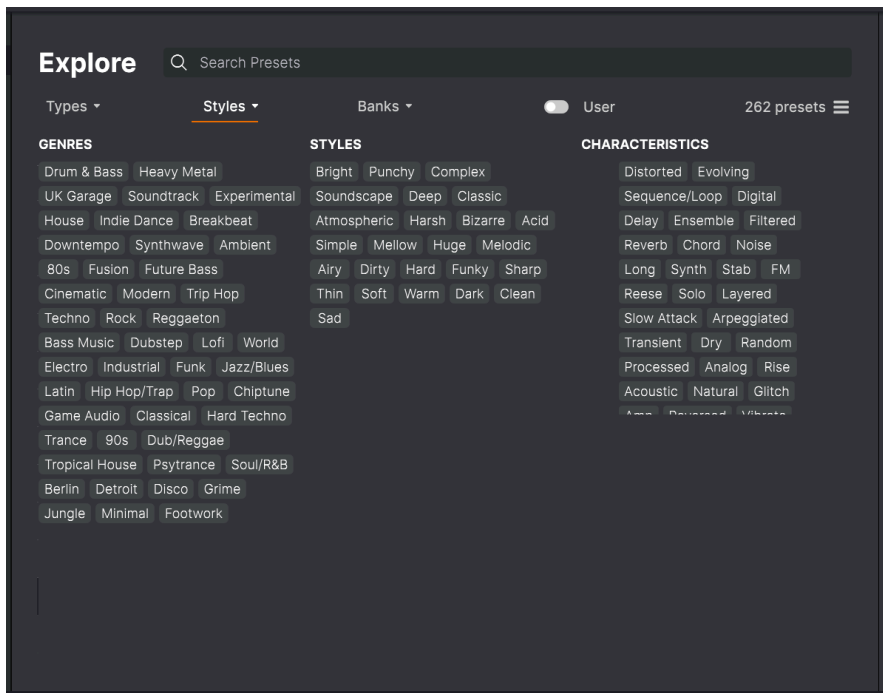 Explore
Search Presets
Types Styles Banks User 262 presets
GENRES
Drum & Bass Heavy Metal
UK Garage Soundtrack Experimental
House Indie Dance Breakbeat
Downtempo Synthwave Ambient
80s Fusion Future Bass
Cinematic Modern Trip Hop
Techno Rock Reggaeton
Bass Music Dubstep Lofi World
Electro Industrial Funk Jazz/Blues
Latin Hip Hop/Trap Pop Chiptune
Game Audio Classical Hard Techno
Trance 90s Dub/Reggae
Tropical House Psytrance Soul/R&B
Berlin Detroit Disco Grime
Jungle Minimal Footwork
STYLES
Bright Punchy Complex
Soundscape Deep Classic
Atmospheric Harsh Bizarre Acid
Simple Mellow Huge Melodic
Airy Dirty Hard Funky Sharp
Thin Soft Warm Dark Clean
Sad
CHARACTERISTICS
Distorted Evolving
Sequence/Loop Digital
Delay Ensemble Filtered
Reverb Chord Noise
Long Synth Stab FM
Reese Solo Layered
Slow Attack Arpeggiated
Transient Dry Random
Processed Analog Rise
Acoustic Natural Glitch
Amp Reversed Vibrato